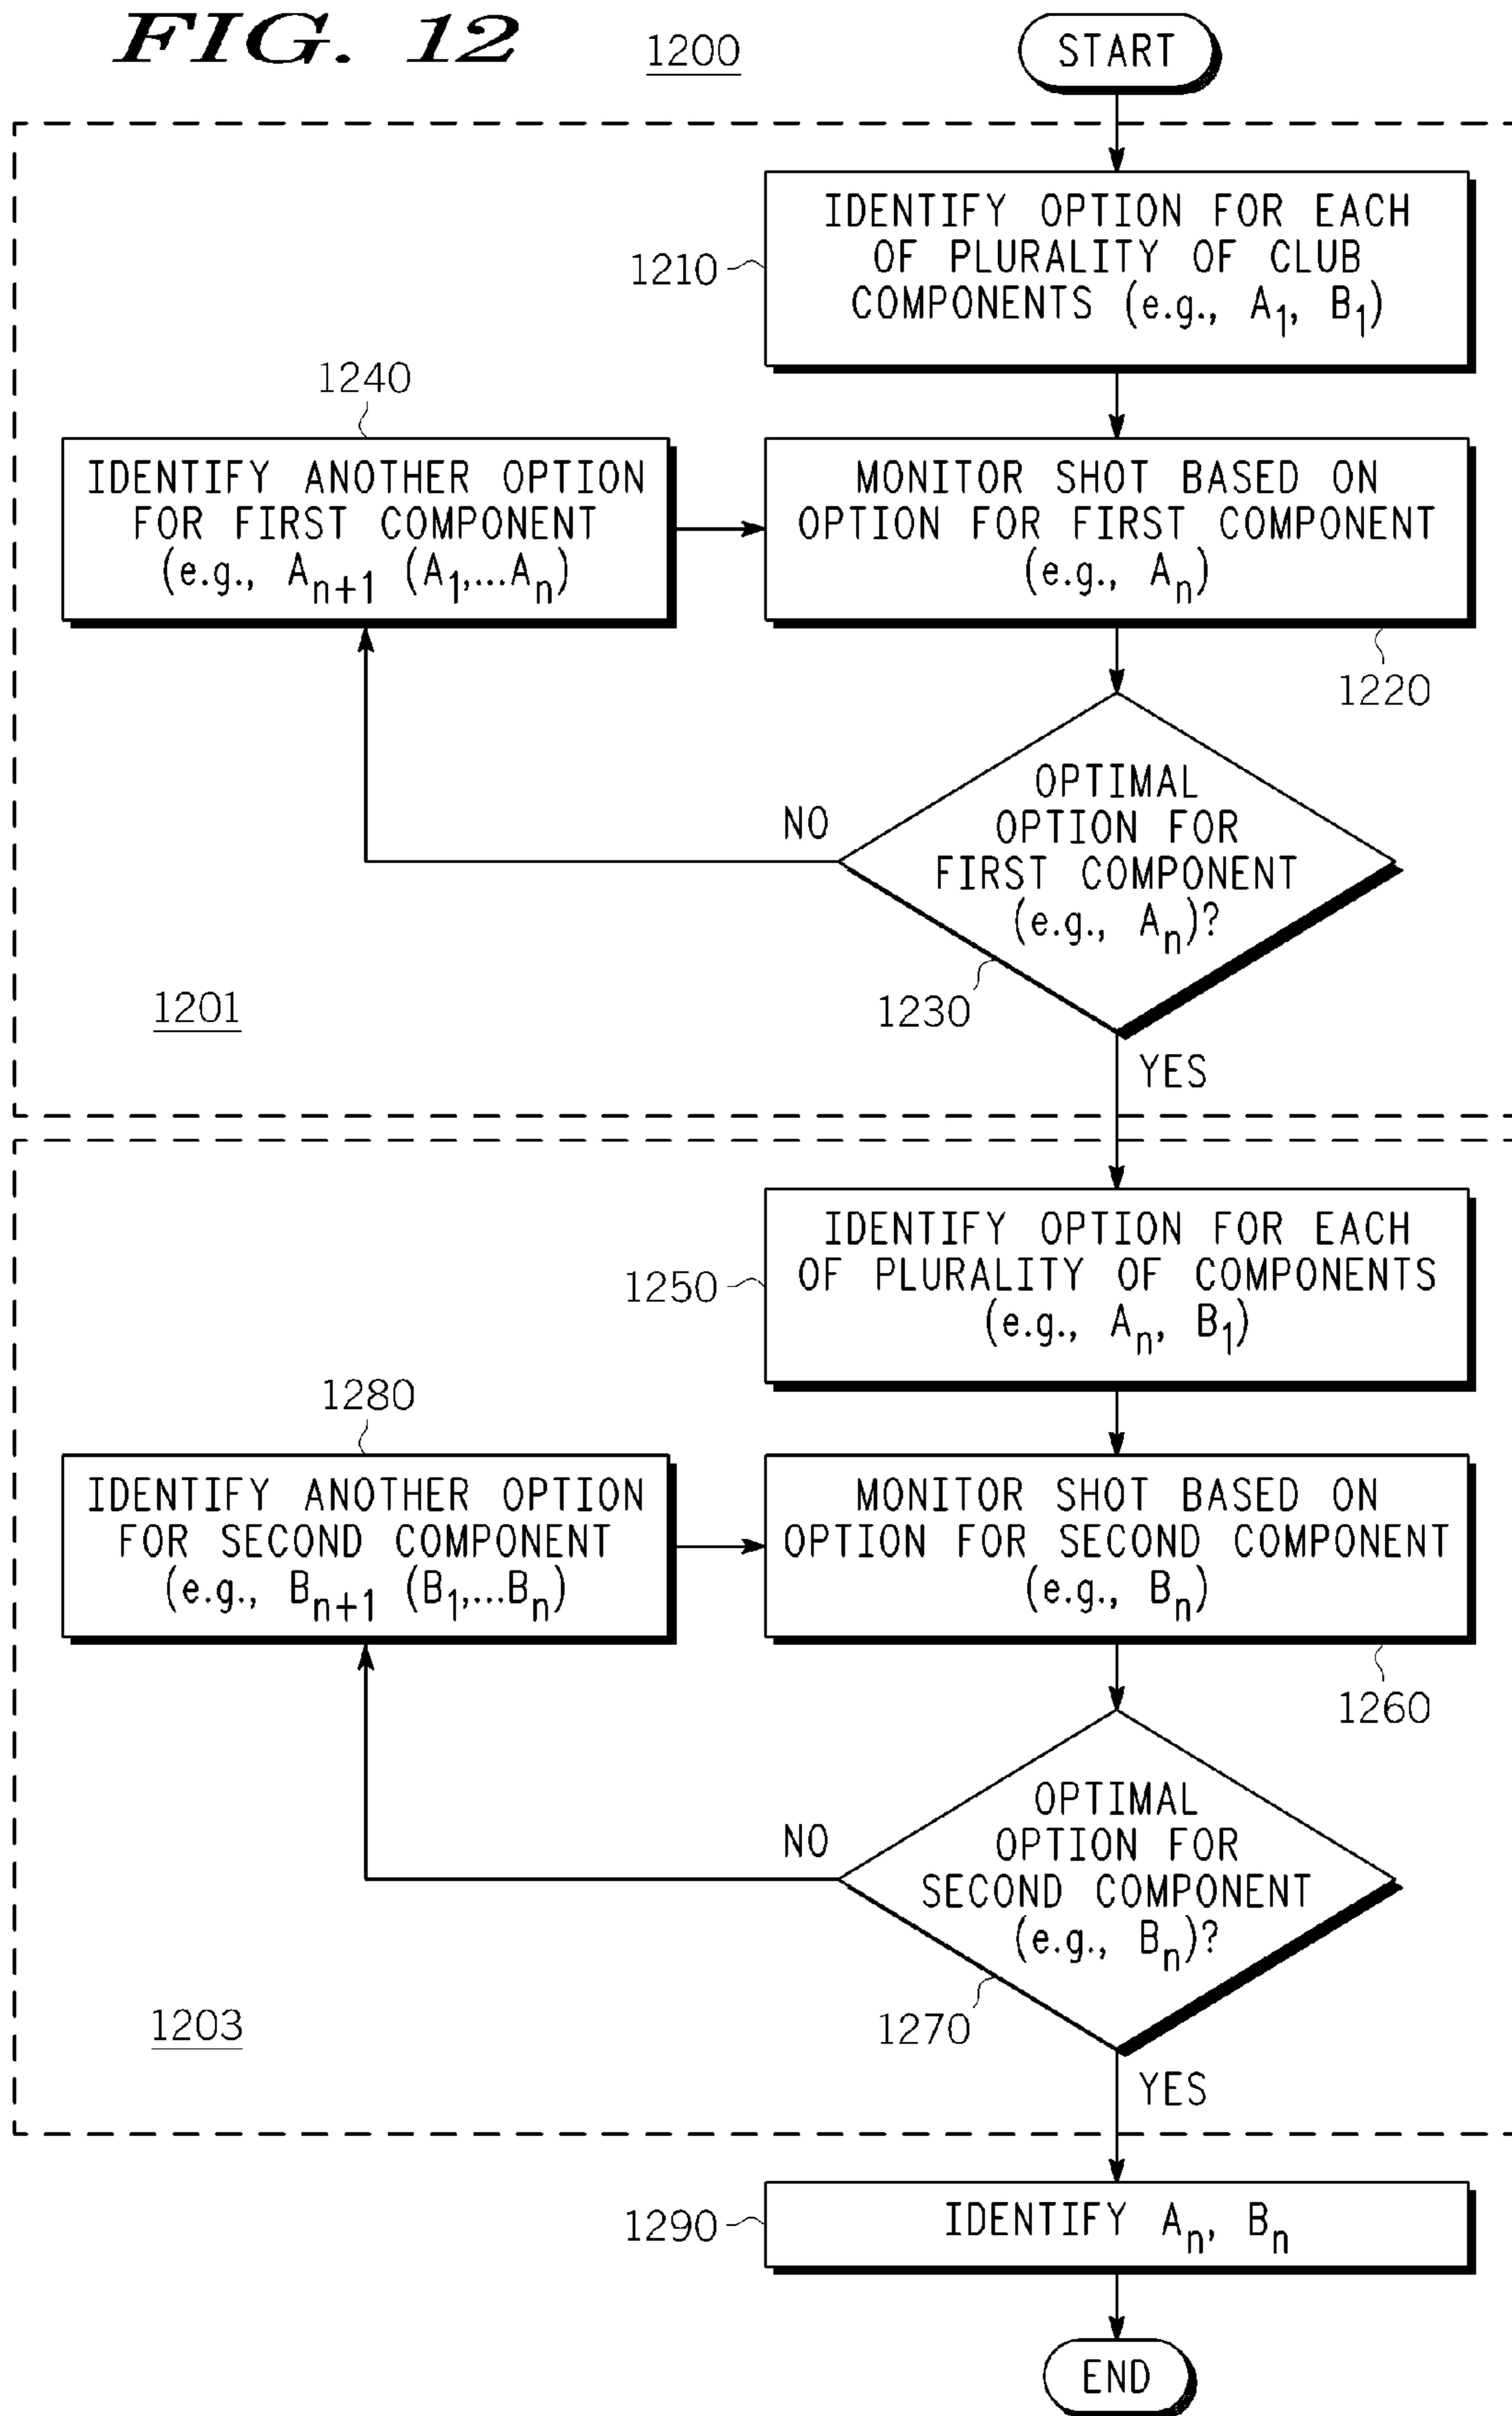 FIG. 12
1200
START
IDENTIFY OPTION FOR EACH
OF PLURALITY OF CLUB
COMPONENTS (e.g., A1, B1)
1210
1240
IDENTIFY ANOTHER OPTION
FOR FIRST COMPONENT
(e.g., An+1 (A1,...An)
MONITOR SHOT BASED ON
OPTION FOR FIRST COMPONENT
(e.g., An)
1220
OPTIMAL
OPTION FOR
FIRST COMPONENT
(e.g., An)?
NO
1230
1201
YES
IDENTIFY OPTION FOR EACH
OF PLURALITY OF COMPONENTS
(e.g., An, B1)
1250
1280
IDENTIFY ANOTHER OPTION
FOR SECOND COMPONENT
(e.g., Bn+1 (B1,...Bn)
MONITOR SHOT BASED ON
OPTION FOR SECOND COMPONENT
(e.g., Bn)
1260
OPTIMAL
OPTION FOR
SECOND COMPONENT
(e.g., Bn)?
NO
1270
1203
YES
1290
IDENTIFY An, Bn
END